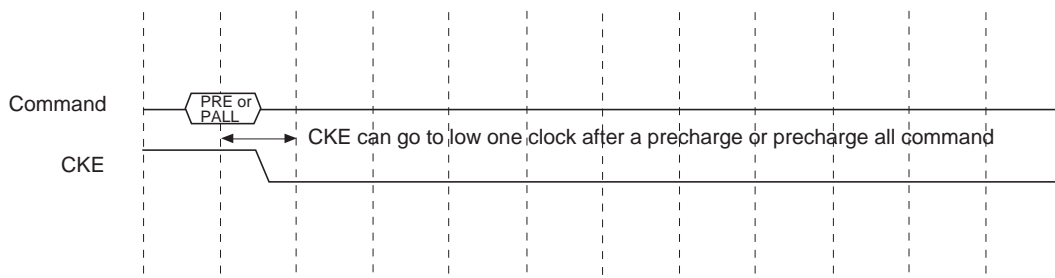 Command
PRE or
PALL
CKE can go to low one clock after a precharge or precharge all command
CKE